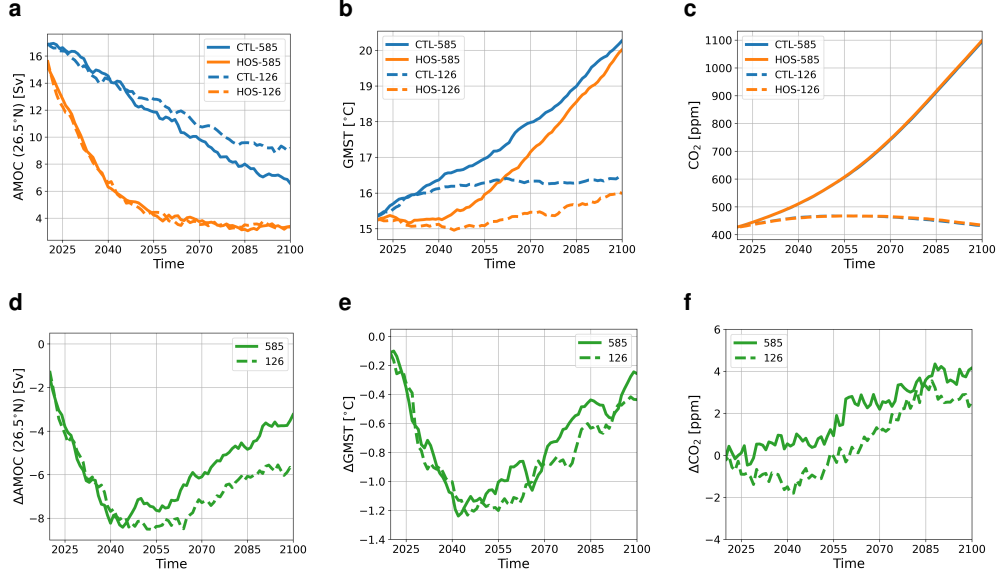 a
AMOC (26.5°N) [Sv]
16
14
12
10
8
6
4
2025
2040
2055
2070
2085
2100
Time
CTL-585
HOS-585
CTL-126
HOS-126
b
GMST [°C]
20
19
18
17
16
15
2025
2040
2055
2070
2085
2100
Time
CTL-585
HOS-585
CTL-126
HOS-126
c
CO₂ [ppm]
1100
1000
900
800
700
600
500
400
2025
2040
2055
2070
2085
2100
Time
CTL-585
HOS-585
CTL-126
HOS-126
d
ΔAMOC (26.5°N) [Sv]
0
−2
−4
−6
−8
2025
2040
2055
2070
2085
2100
Time
585
126
e
ΔGMST [°C]
0.0
−0.2
−0.4
−0.6
−0.8
−1.0
−1.2
−1.4
2025
2040
2055
2070
2085
2100
Time
585
126
f
ΔCO₂ [ppm]
6
4
2
0
−2
−4
2025
2040
2055
2070
2085
2100
Time
585
126